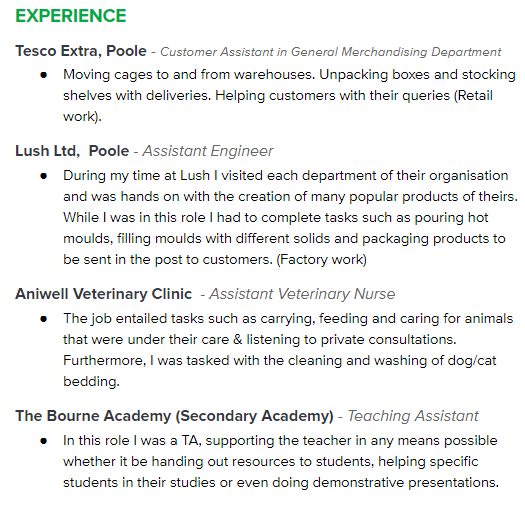 EXPERIENCE
Tesco Extra, Poole - Customer Assistant in General Merchandising Department
● Moving cages to and from warehouses. Unpacking boxes and stocking
shelves with deliveries. Helping customers with their queries (Retail
work).
Lush Ltd,  Poole - Assistant Engineer
● During my time at Lush I visited each department of their organisation
and was hands on with the creation of many popular products of theirs.
While I was in this role I had to complete tasks such as pouring hot
moulds, filling moulds with different solids and packaging products to
be sent in the post to customers. (Factory work)
Aniwell Veterinary Clinic  - Assistant Veterinary Nurse
● The job entailed tasks such as carrying, feeding and caring for animals
that were under their care & listening to private consultations.
Furthermore, I was tasked with the cleaning and washing of dog/cat
bedding.
The Bourne Academy (Secondary Academy) - Teaching Assistant
● In this role I was a TA, supporting the teacher in any means possible
whether it be handing out resources to students, helping specific
students in their studies or even doing demonstrative presentations.